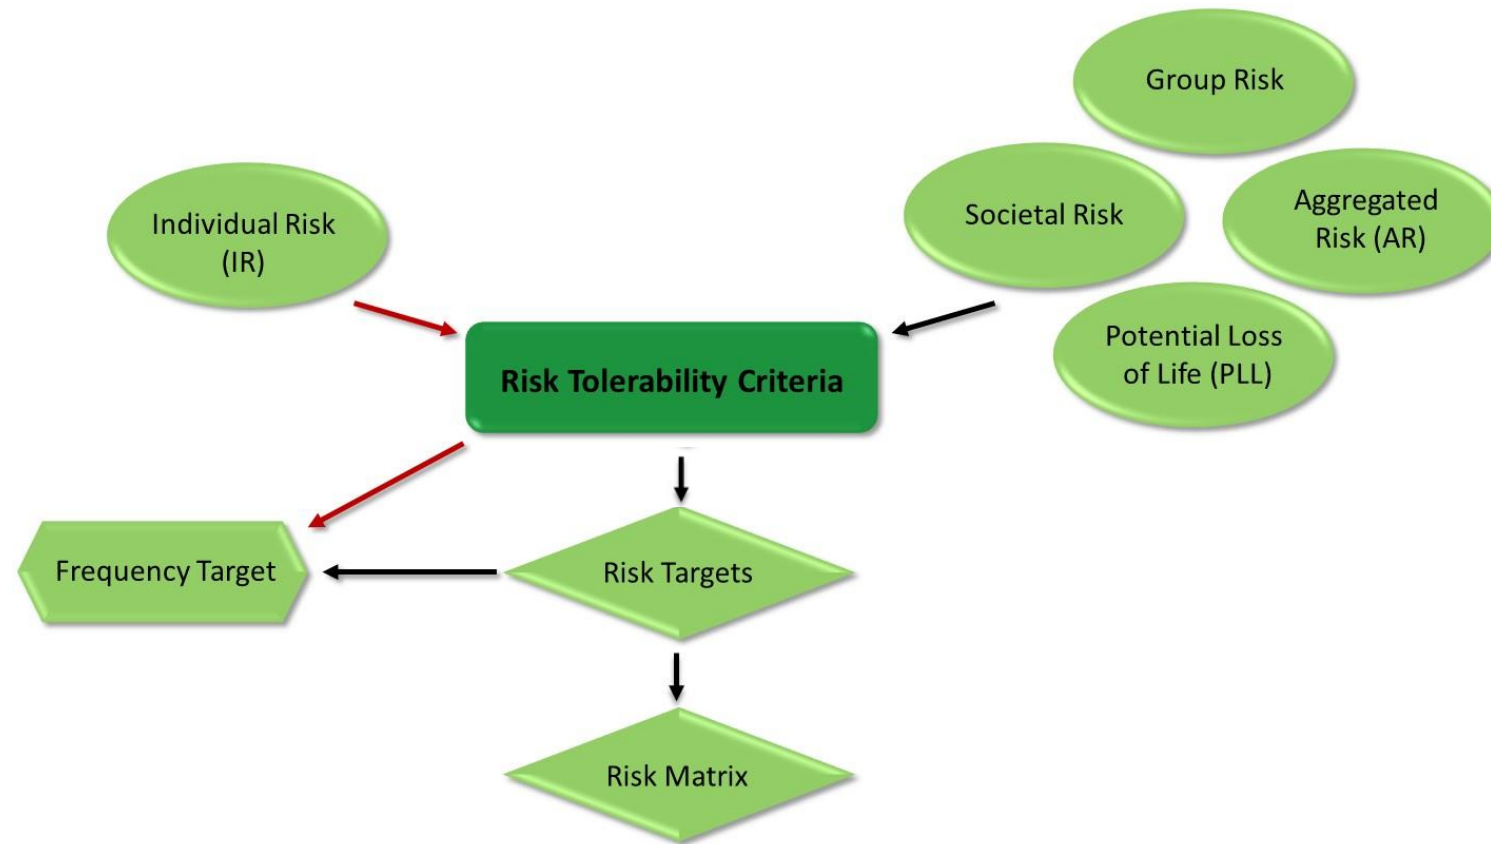 Group Risk
Individual Risk
(IR)
Societal Risk
Aggregated
Risk (AR)
Potential Loss
of Life (PLL)
Risk Tolerability Criteria
Frequency Target
Risk Targets
Risk Matrix